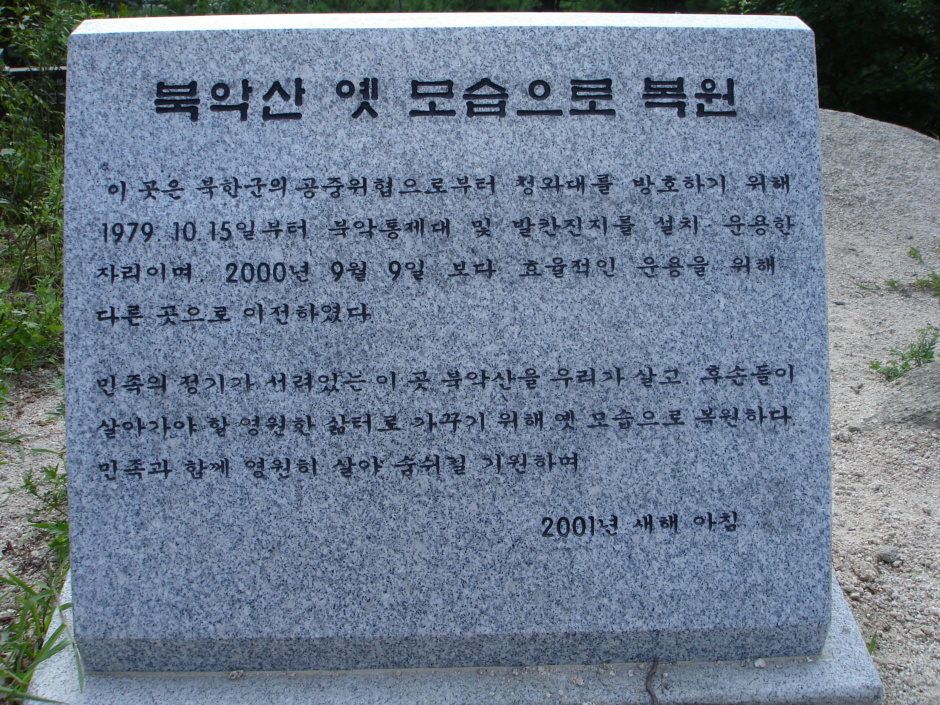 북악산 옛 모습으로 복원
이 곳은 북한군의 공중위협으로부터 청와대를 방호하기 위해
1979. 10. 15일부터 북악통제대 및 발칸진지를 설치·운용한
자리이며, 2000년 9월 9일 보다 효율적인 운용을 위해
다른 곳으로 이전하였다.
민족의 정기가 서려있는 이 곳 북악산을 우리가 살고, 후손들이
살아가야 할 영원한 삶터로 가꾸기 위해 옛 모습으로 복원하다.
민족과 함께 영원히 살아 숨쉬길 기원하며
2001년 새해 아침